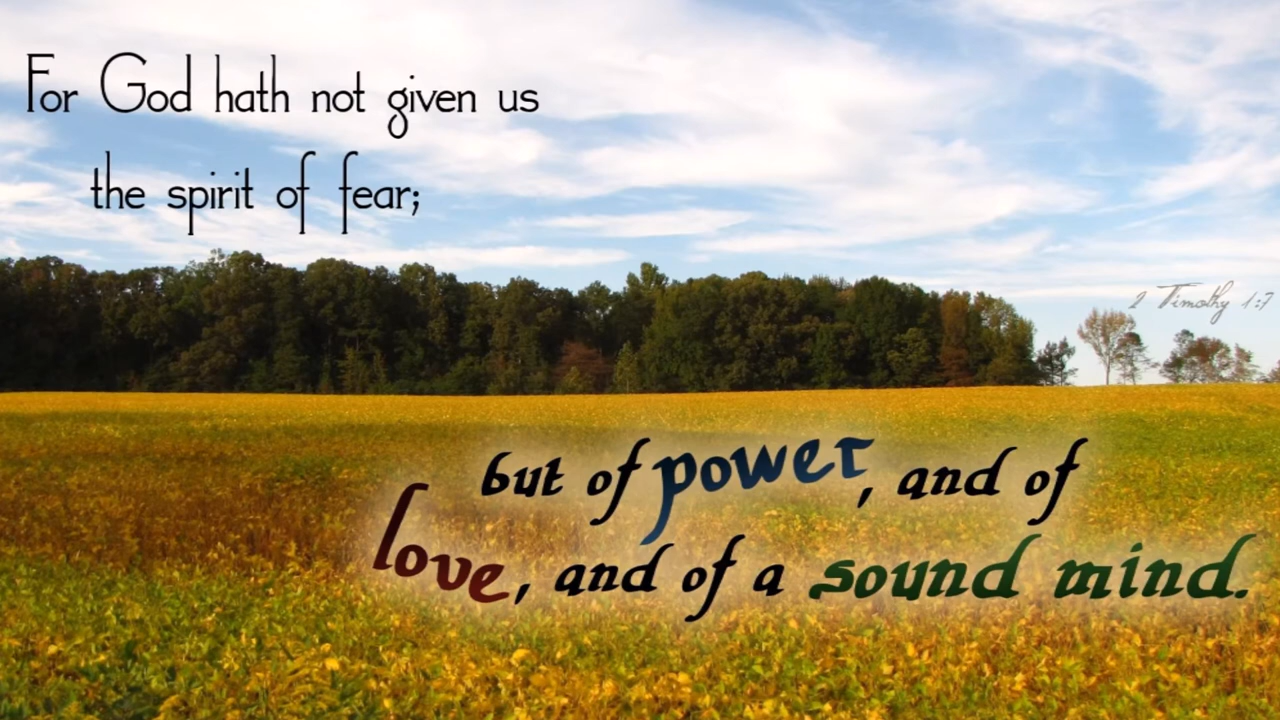 For God hath not given us
the spirit of fear;
2 Timothy 1:7
but of power, and of
love, and of a sound mind.